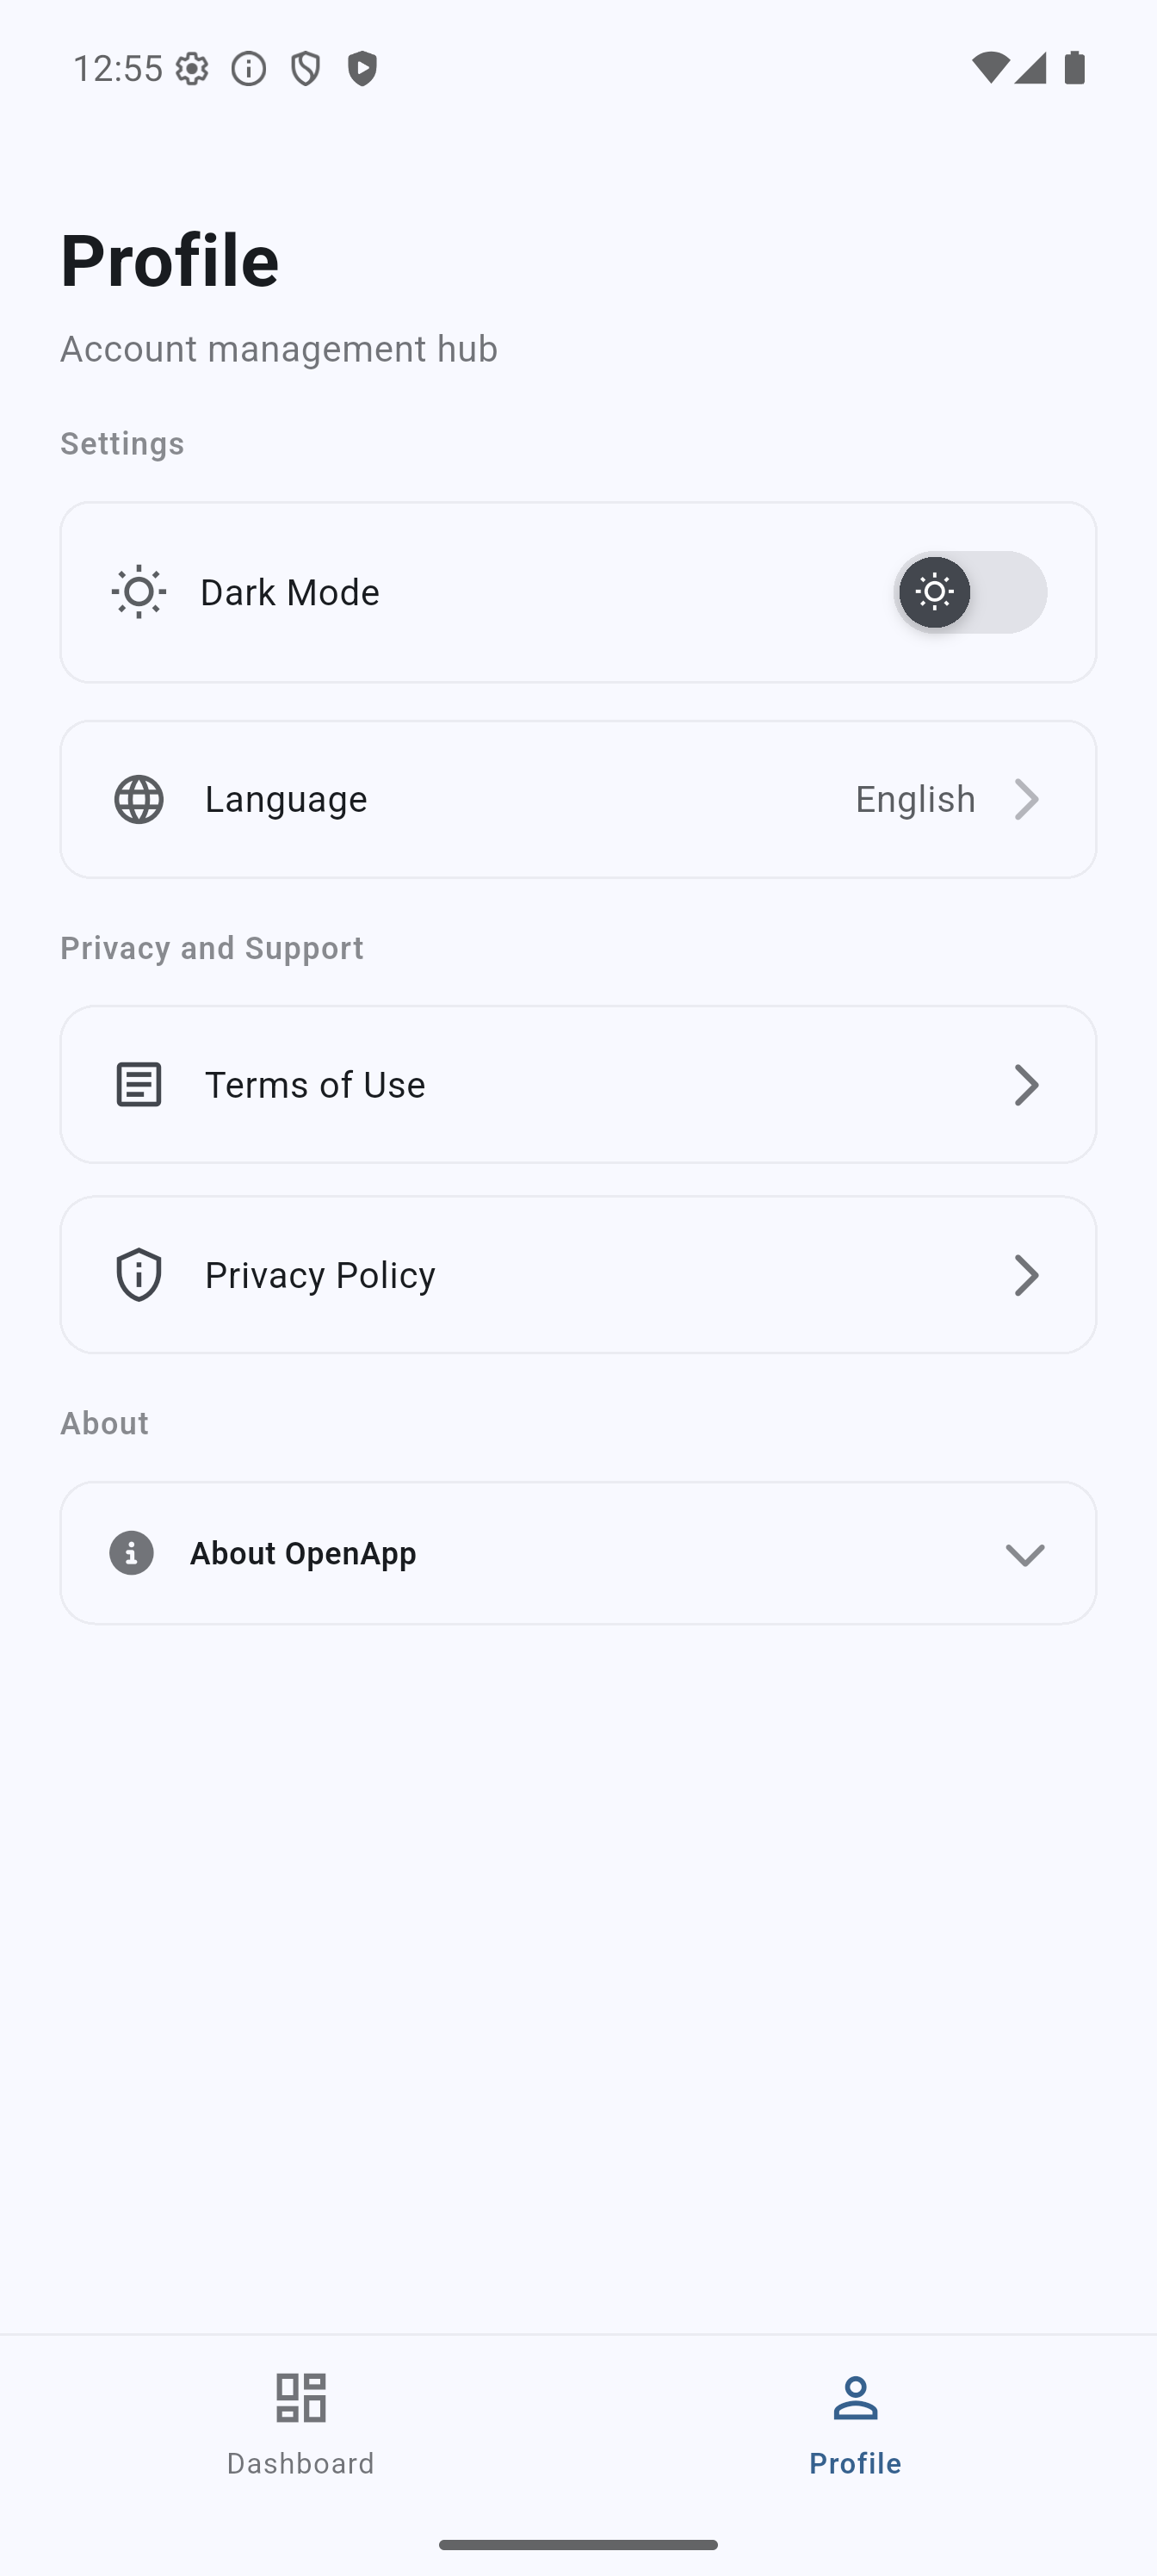 12:55
Profile
Account management hub
Settings
Dark Mode
Language English
Privacy and Support
Terms of Use
Privacy Policy
About
About OpenApp
Dashboard Profile